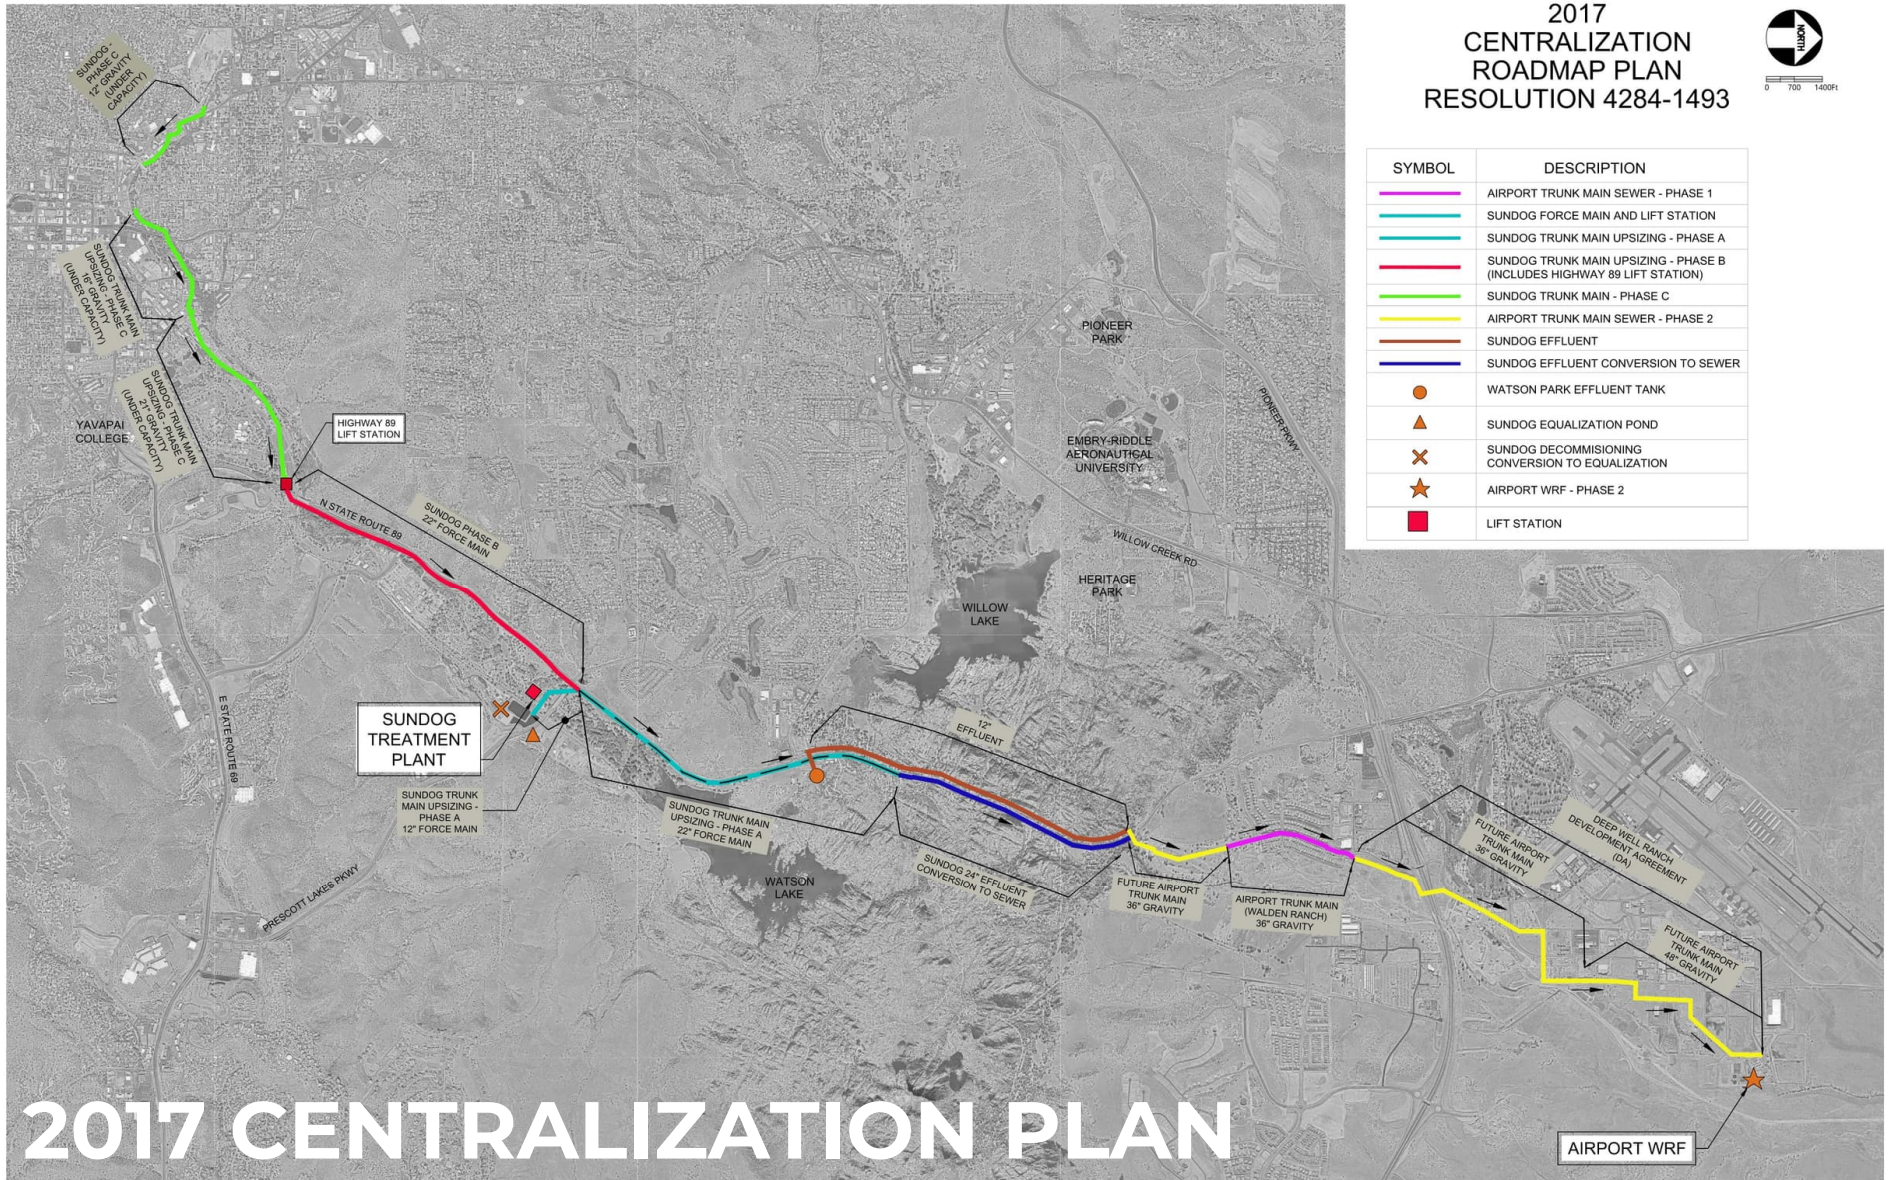 2017
CENTRALIZATION
ROADMAP PLAN
RESOLUTION 4284-1493
NORTH
0 700 1400Ft
SYMBOL DESCRIPTION
AIRPORT TRUNK MAIN SEWER - PHASE 1
SUNDOG FORCE MAIN AND LIFT STATION
SUNDOG TRUNK MAIN UPSIZING - PHASE A
SUNDOG TRUNK MAIN UPSIZING - PHASE B
(INCLUDES HIGHWAY 89 LIFT STATION)
SUNDOG TRUNK MAIN - PHASE C
AIRPORT TRUNK MAIN SEWER - PHASE 2
SUNDOG EFFLUENT
SUNDOG EFFLUENT CONVERSION TO SEWER
WATSON PARK EFFLUENT TANK
SUNDOG EQUALIZATION POND
SUNDOG DECOMMISIONING
CONVERSION TO EQUALIZATION
AIRPORT WRF - PHASE 2
LIFT STATION
SUNDOG -
PHASE C
12" GRAVITY
(UNDER
CAPACITY)
SUNDOG TRUNK MAIN
UPSIZING - PHASE C
16" GRAVITY
(UNDER CAPACITY)
SUNDOG TRUNK MAIN
UPSIZING - PHASE C
21" GRAVITY
(UNDER CAPACITY)
YAVAPAI
COLLEGE
HIGHWAY 89
LIFT STATION
N STATE ROUTE 89
SUNDOG PHASE B
22" FORCE MAIN
PIONEER
PARK
PIONEER PKWY
EMBRY-RIDDLE
AERONAUTICAL
UNIVERSITY
WILLOW CREEK RD
HERITAGE
PARK
WILLOW
LAKE
E STATE ROUTE 69
SUNDOG
TREATMENT
PLANT
SUNDOG TRUNK
MAIN UPSIZING -
PHASE A
12" FORCE MAIN
SUNDOG TRUNK MAIN
UPSIZING - PHASE A
22" FORCE MAIN
12"
EFFLUENT
WATSON
LAKE
PRESCOTT LAKES PKWY
SUNDOG 24" EFFLUENT
CONVERSION TO SEWER
FUTURE AIRPORT
TRUNK MAIN
36" GRAVITY
AIRPORT TRUNK MAIN
(WALDEN RANCH)
36" GRAVITY
FUTURE AIRPORT
TRUNK MAIN
36" GRAVITY
DEEP WELL RANCH
DEVELOPMENT AGREEMENT
(DA)
FUTURE AIRPORT
TRUNK MAIN
48" GRAVITY
AIRPORT WRF
2017 CENTRALIZATION PLAN